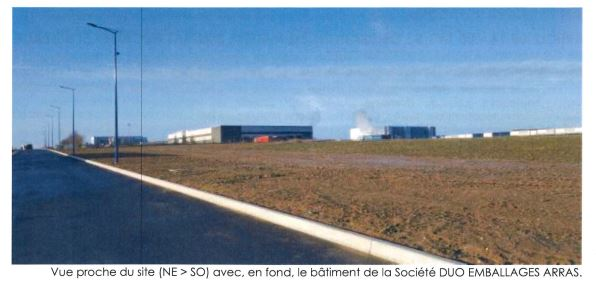 Vue proche du site (NE > SO) avec, en fond, le bâtiment de la Société DUO EMBALLAGES ARRAS.